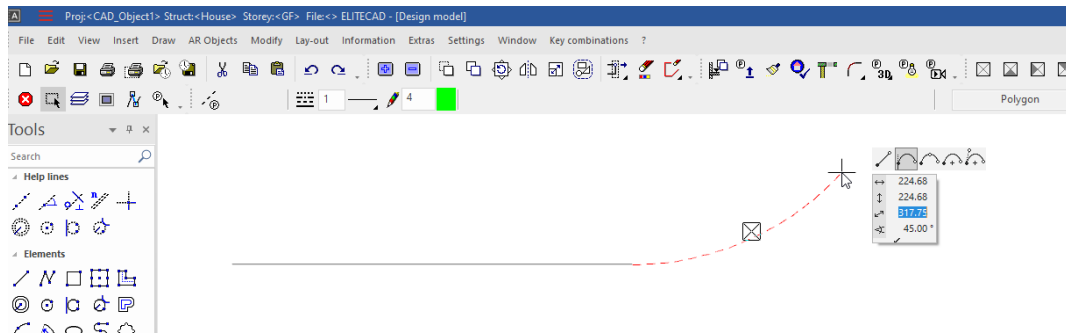 A Proj:<CAD_Object1> Struct:<House> Storey:<GF> File:<> ELITECAD - [Design model]
File Edit View Insert Draw AR Objects Modify Lay-out Information Extras Settings Window Key combinations ?
3D
1 4 Polygon
Tools
Search
Help lines
n
Elements
224.68
224.68
317.75
45.00 °